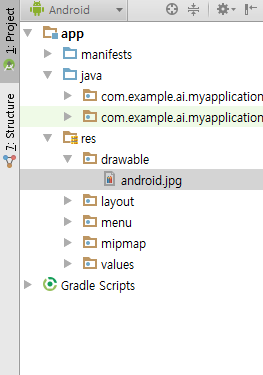 Android
1: Project
app
manifests
java
com.example.ai.myapplication
com.example.ai.myapplication
7: Structure
res
drawable
android.jpg
layout
menu
mipmap
values
Gradle Scripts